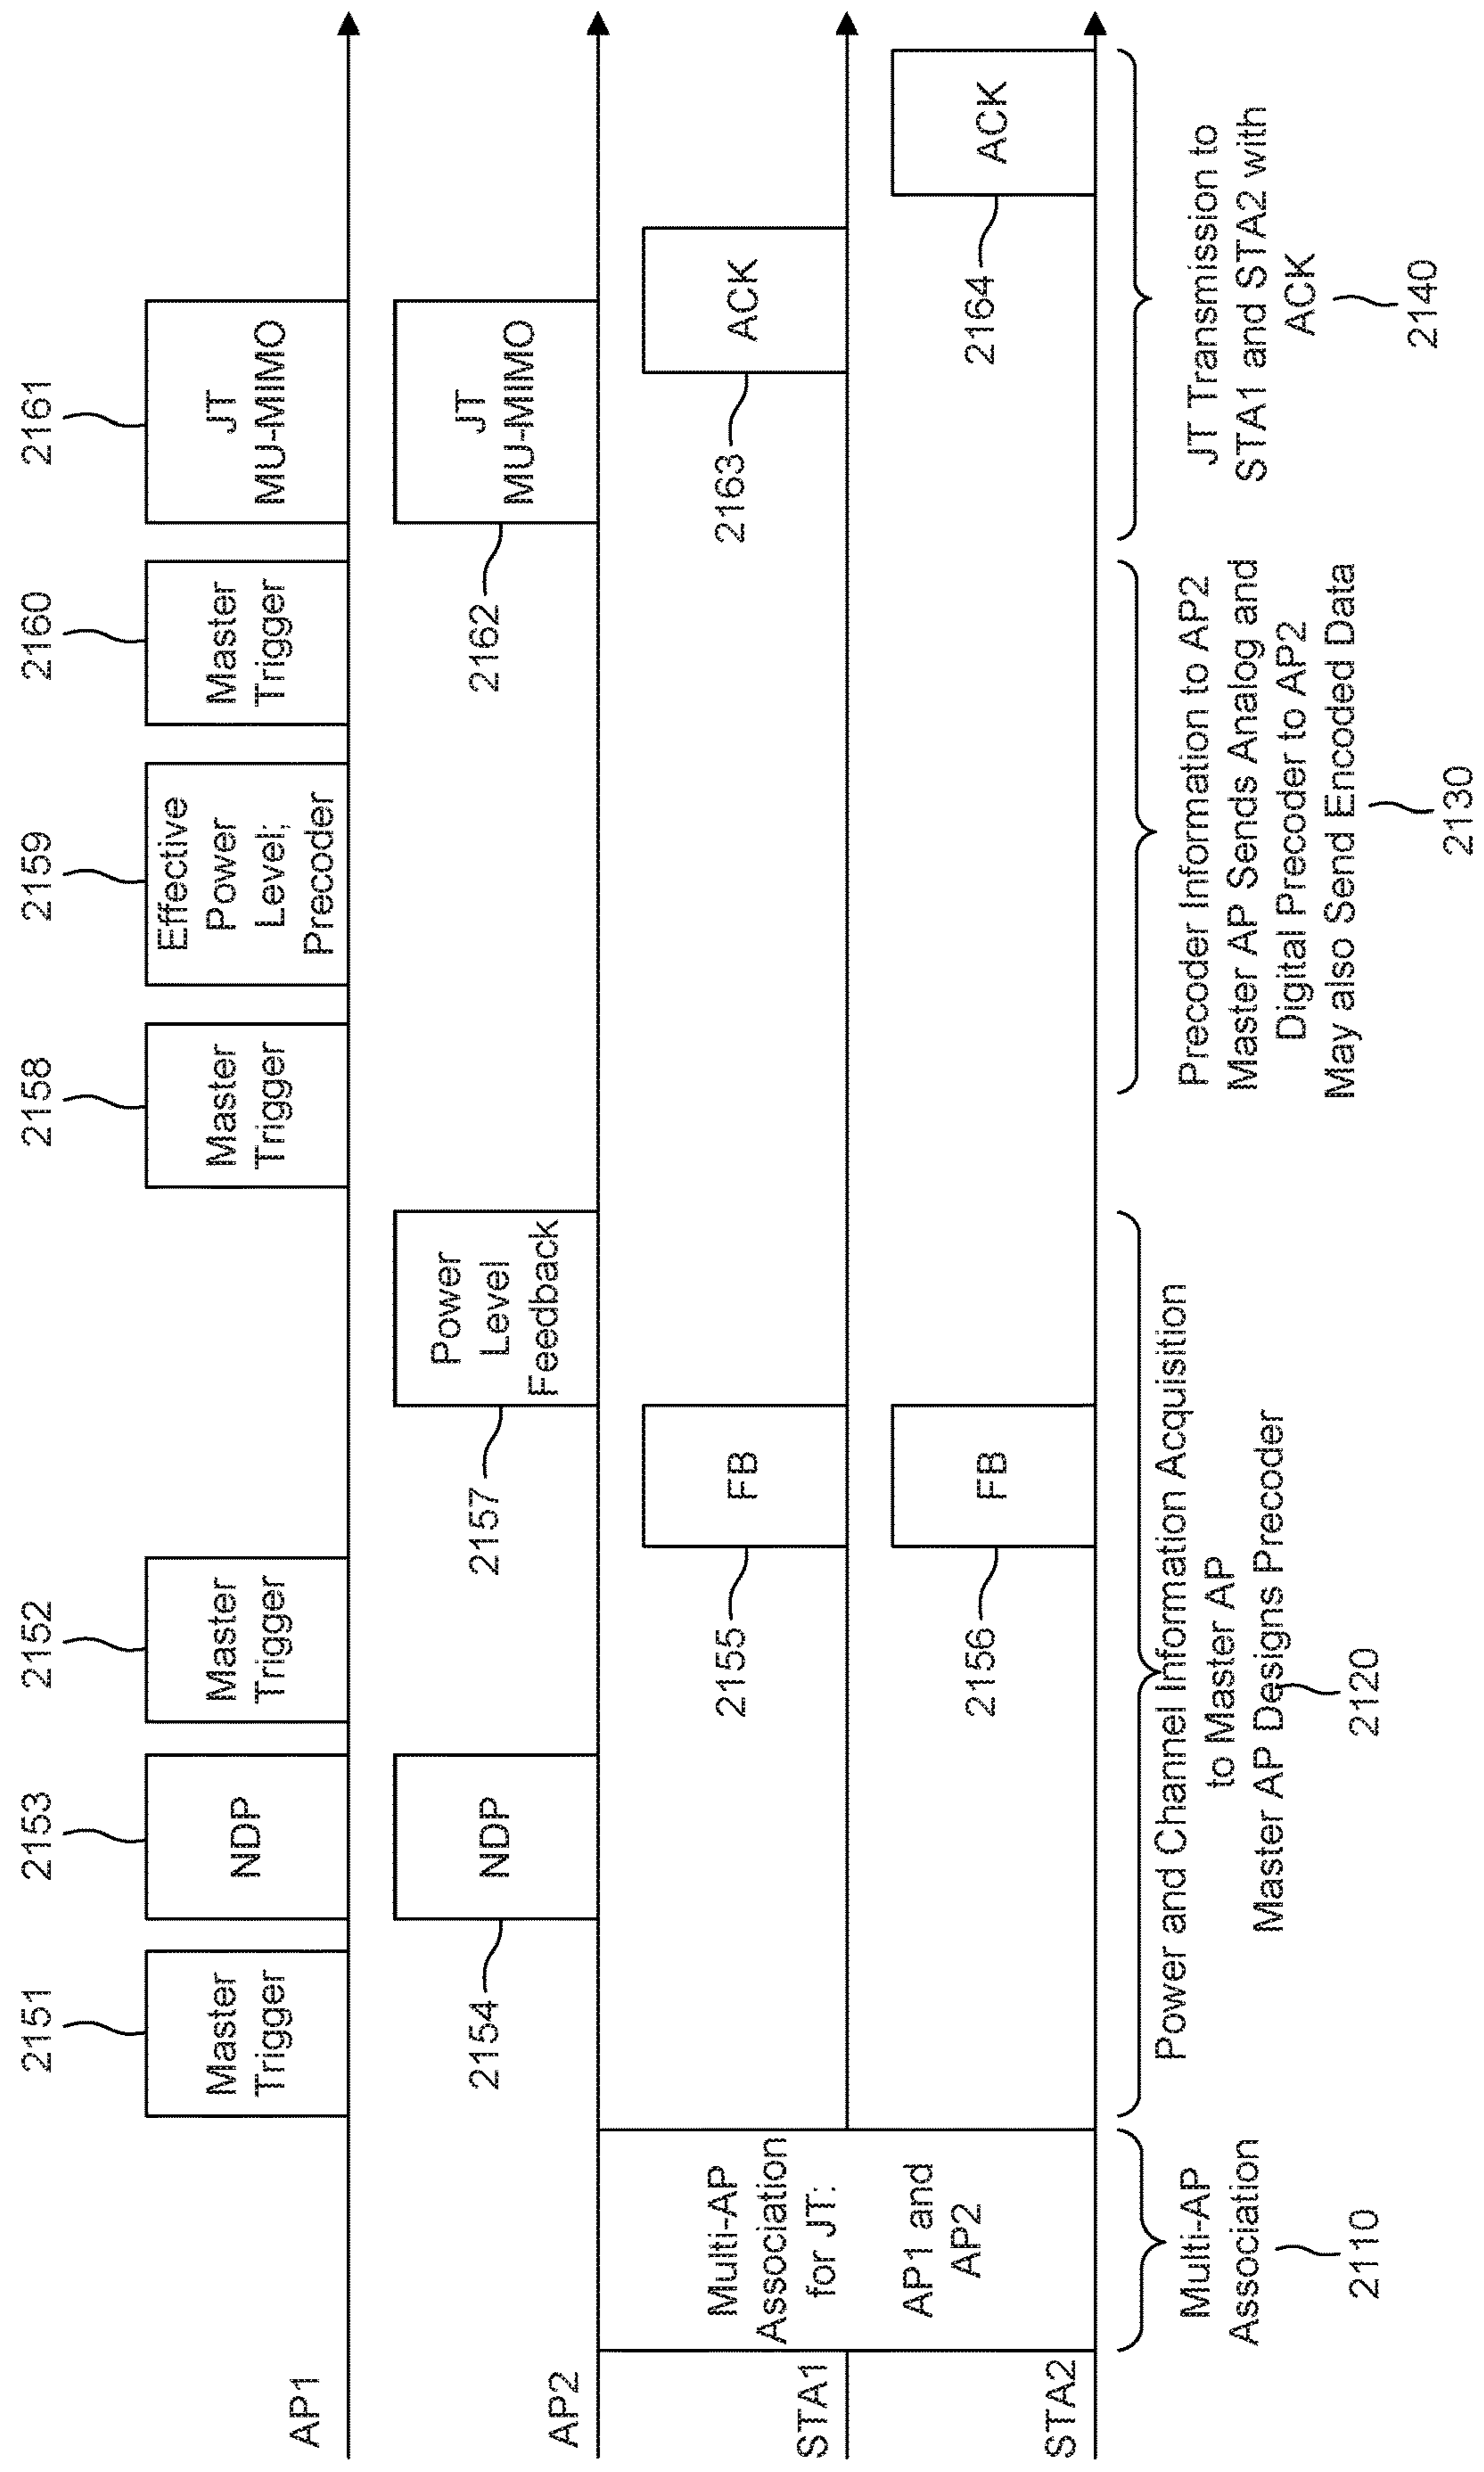 AP1
2151
Master
Trigger
2153
NDP
2152
Master
Trigger
2158
Master
Trigger
2159
Effective
Power
Level;
Precoder
2160
Master
Trigger
2161
JT
MU-MIMO
AP2
2154
NDP
2157
Power
Level
Feedback
2162
JT
MU-MIMO
STA1
STA2
Multi-AP
Association
for JT:
AP1 and
AP2
2155
FB
2163
ACK
2156
FB
2164
ACK
Multi-AP
Association
2110
Power and Channel Information Acquisition
to Master AP
Master AP Designs Precoder
2120
Precoder Information to AP2
Master AP Sends Analog and
Digital Precoder to AP2
May also Send Encoded Data
2130
JT Transmission to
STA1 and STA2 with
ACK
2140